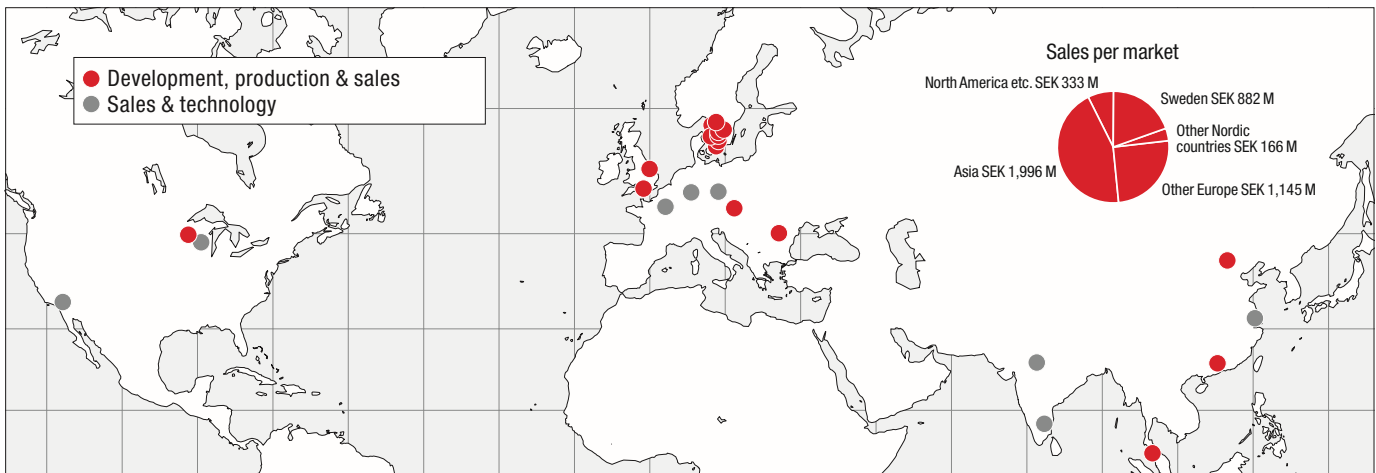 Development, production & sales
Sales & technology
Sales per market
North America etc. SEK 333 M
Sweden SEK 882 M
Other Nordic
countries SEK 166 M
Asia SEK 1,996 M
Other Europe SEK 1,145 M